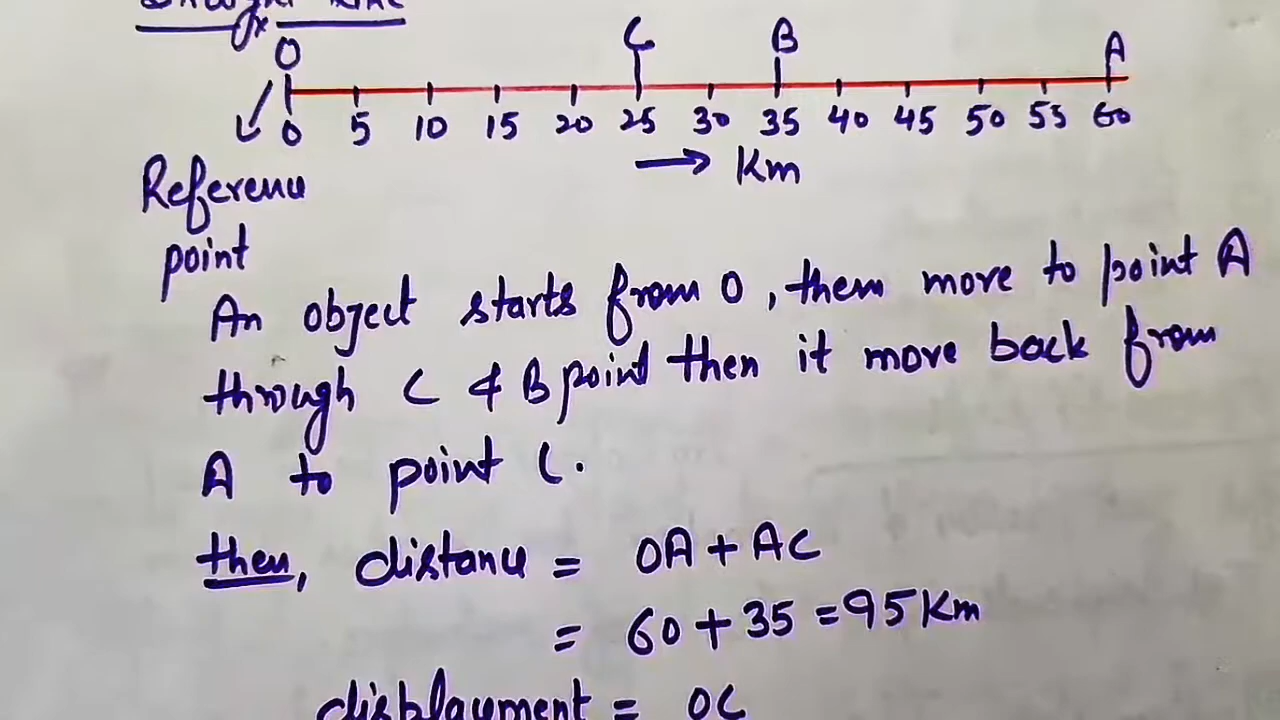 O C B A
0 5 10 15 20 25 30 35 40 45 50 55 60
→ Km
Reference
point
An object starts from O, them move to point A
through C & B point then it move back from
A to point C.
then, distance = OA + AC
= 60 + 35 = 95 Km
displacement = OC